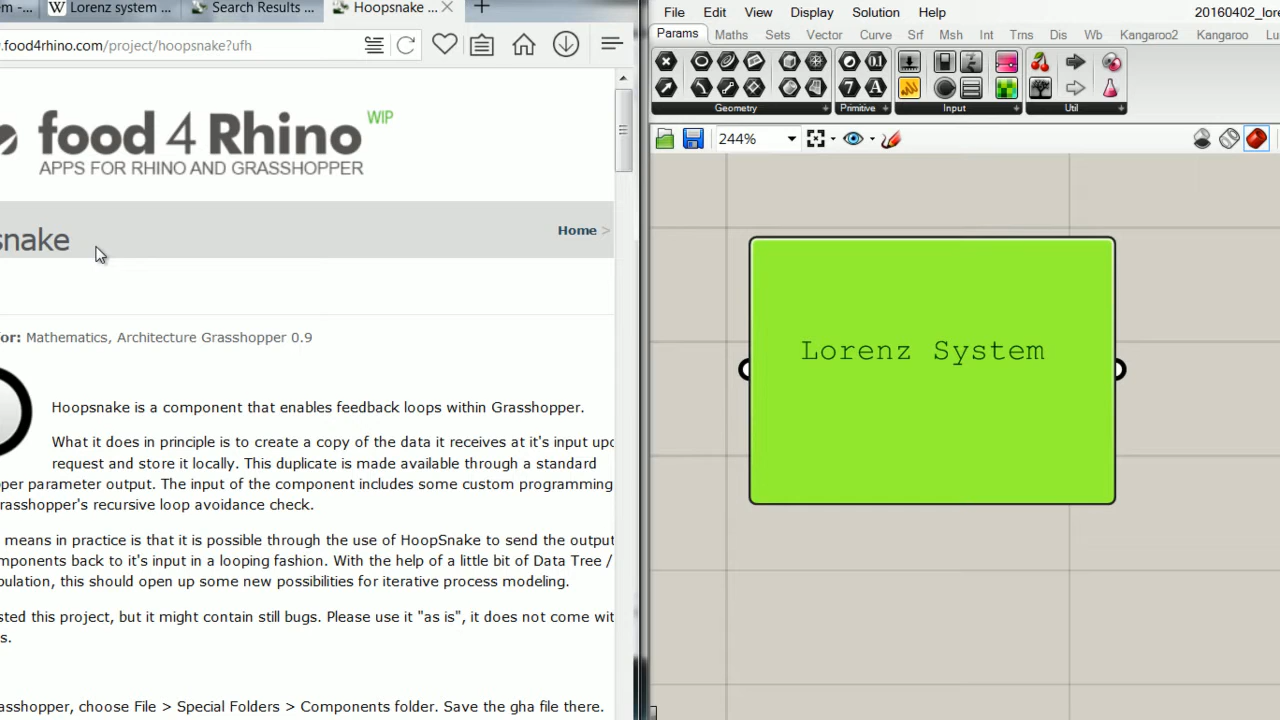 em -...
Lorenz system ...
Search Results ...
Hoopsnake ...
.food4rhino.com/project/hoopsnake?ufh
food 4 Rhino WIP
APPS FOR RHINO AND GRASSHOPPER
snake
Home >
or: Mathematics, Architecture Grasshopper 0.9
Hoopsnake is a component that enables feedback loops within Grasshopper.
What it does in principle is to create a copy of the data it receives at it's input upo
request and store it locally. This duplicate is made available through a standard
per parameter output. The input of the component includes some custom programming
rasshopper's recursive loop avoidance check.
means in practice is that it is possible through the use of HoopSnake to send the output
mponents back to it's input in a looping fashion. With the help of a little bit of Data Tree /
pulation, this should open up some new possibilities for iterative process modeling.
sted this project, but it might contain still bugs. Please use it "as is", it does not come wit
s.
asshopper, choose File > Special Folders > Components folder. Save the gha file there.
File Edit View Display Solution Help
20160402_lore
Params Maths Sets Vector Curve Srf Msh Int Trns Dis Wb Kangaroo2 Kangaroo Lu
Geometry Primitive Input Util
244%
Lorenz System